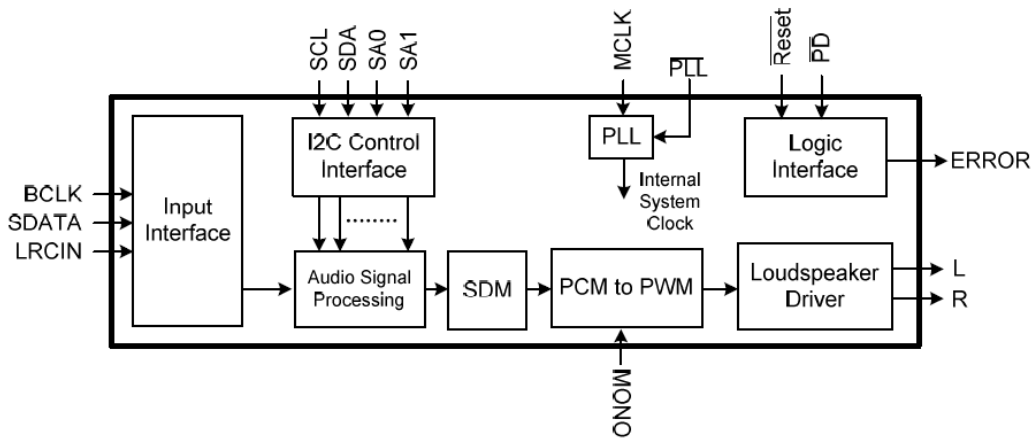 SCL
SDA
SA0
SA1
MCLK
PLL
Reset
PD
I2C Control
Interface
PLL
Logic
Interface
ERROR
BCLK
SDATA
LRCIN
Input
Interface
........
Internal
System
Clock
Audio Signal
Processing
SDM
PCM to PWM
Loudspeaker
Driver
L
R
MONO